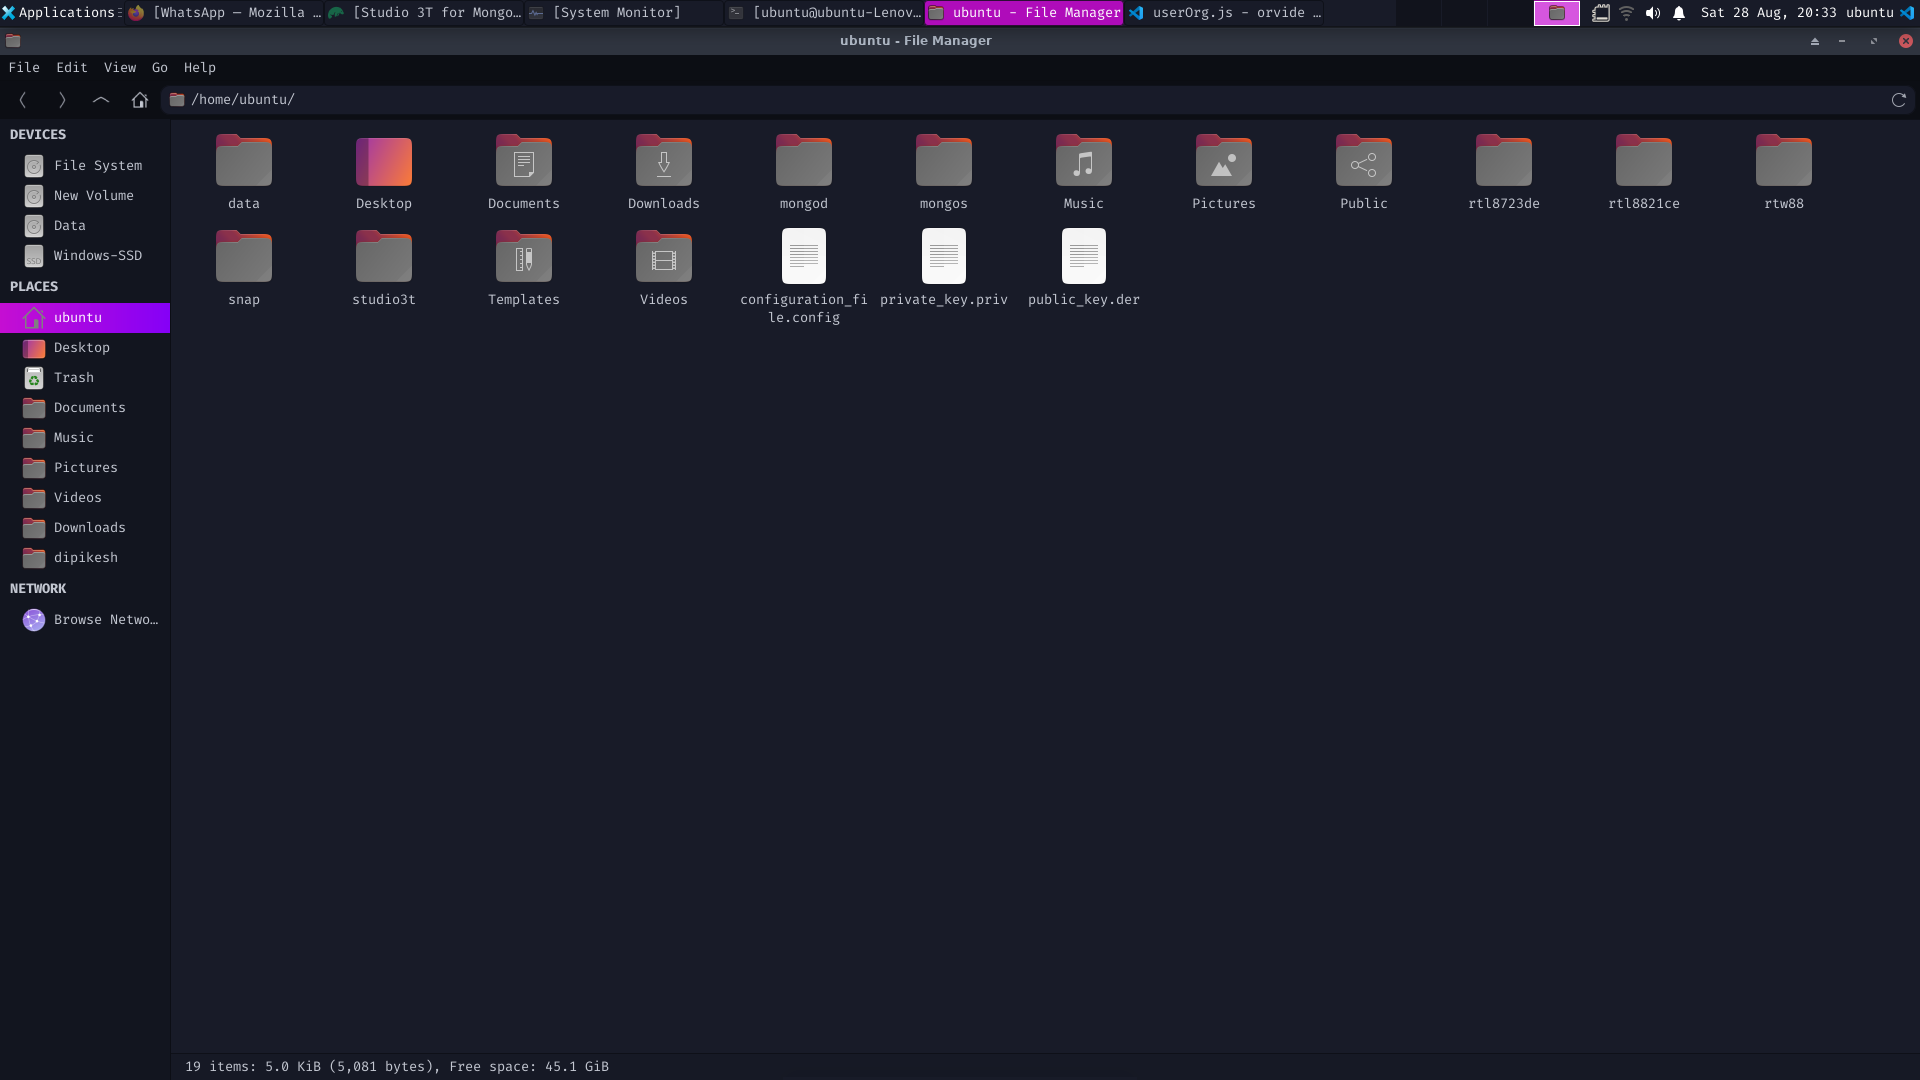 Applications [WhatsApp — Mozilla … [Studio 3T for Mongo… [System Monitor] [ubuntu@ubuntu-Lenov… ubuntu - File Manager userOrg.js - orvide … Sat 28 Aug, 20:33 ubuntu
ubuntu - File Manager
File Edit View Go Help
/home/ubuntu/
DEVICES
File System
New Volume
Data
SSD Windows-SSD
PLACES
ubuntu
Desktop
Trash
Documents
Music
Pictures
Videos
Downloads
dipikesh
NETWORK
Browse Netwo…
data Desktop Documents Downloads mongod mongos Music Pictures Public rtl8723de rtl8821ce rtw88
snap studio3t Templates Videos configuration_fi private_key.priv public_key.der
le.config
19 items: 5.0 KiB (5,081 bytes), Free space: 45.1 GiB